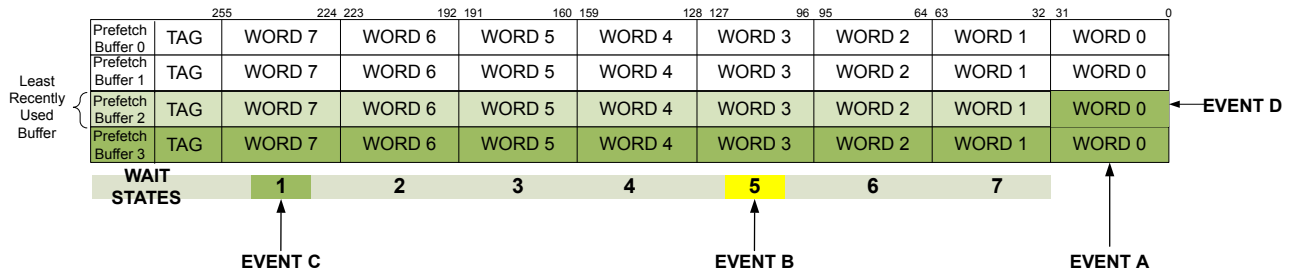 255 224 223 192 191 160 159 128 127 96 95 64 63 32 31 0
Prefetch Buffer 0 TAG WORD 7 WORD 6 WORD 5 WORD 4 WORD 3 WORD 2 WORD 1 WORD 0
Prefetch Buffer 1 TAG WORD 7 WORD 6 WORD 5 WORD 4 WORD 3 WORD 2 WORD 1 WORD 0
Least
Recently
Used
Buffer
Prefetch Buffer 2 TAG WORD 7 WORD 6 WORD 5 WORD 4 WORD 3 WORD 2 WORD 1 WORD 0 EVENT D
Prefetch Buffer 3 TAG WORD 7 WORD 6 WORD 5 WORD 4 WORD 3 WORD 2 WORD 1 WORD 0
WAIT
STATES
1 2 3 4 5 6 7
EVENT C EVENT B EVENT A